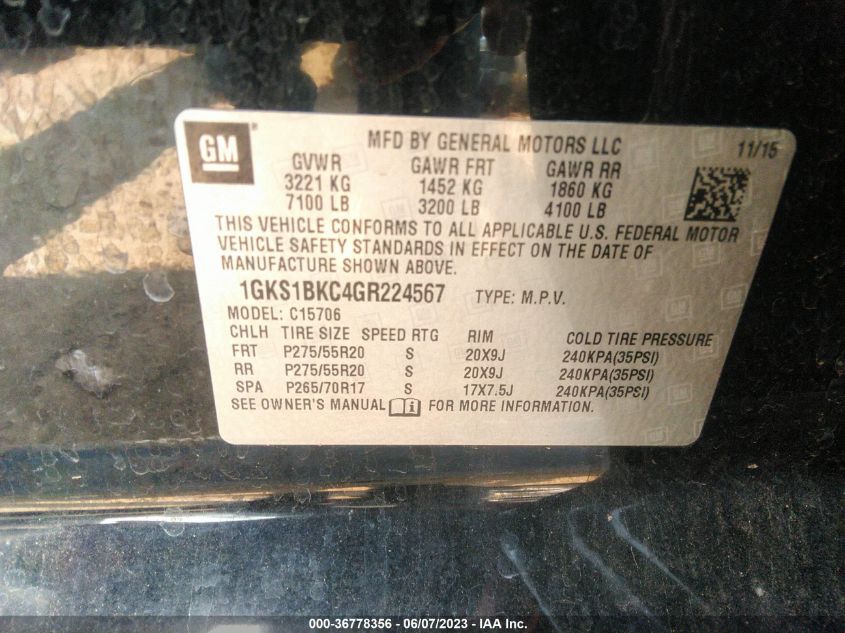 GM®
MFD BY GENERAL MOTORS LLC 11/15
GVWR GAWR FRT GAWR RR
3221 KG 1452 KG 1860 KG
7100 LB 3200 LB 4100 LB
THIS VEHICLE CONFORMS TO ALL APPLICABLE U.S. FEDERAL MOTOR
VEHICLE SAFETY STANDARDS IN EFFECT ON THE DATE OF
MANUFACTURE SHOWN ABOVE.
1GKS1BKC4GR224567 TYPE: M.P.V.
MODEL: C15706
CHLH TIRE SIZE SPEED RTG RIM COLD TIRE PRESSURE
FRT P275/55R20 S 20X9J 240KPA(35PSI)
RR P275/55R20 S 20X9J 240KPA(35PSI)
SPA P265/70R17 S 17X7.5J 240KPA(35PSI)
SEE OWNER'S MANUAL FOR MORE INFORMATION.
000-36778356 - 06/07/2023 - IAA Inc.